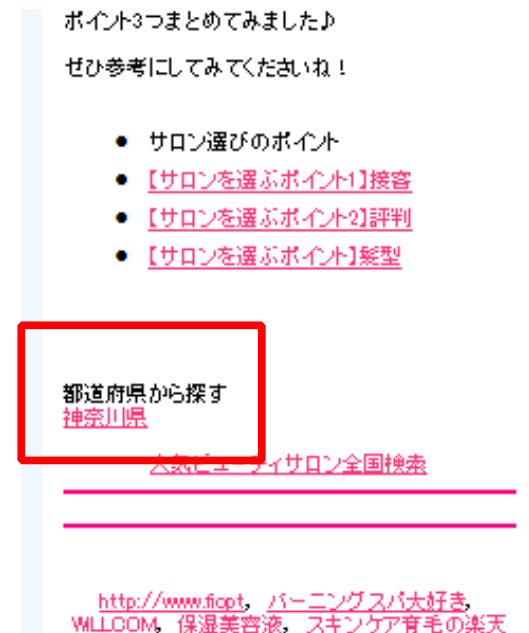 ポイント3つまとめてみました♪
ぜひ参考にしてみてくださいね！
● サロン選びのポイント
● 【サロンを選ぶポイント1】接客
● 【サロンを選ぶポイント2】評判
● 【サロンを選ぶポイント】髪型
都道府県から探す
神奈川県
人気ビューティサロン全国検索
http://www.fiopt, バーニングスパ大好き,
WILLCOM, 保湿美容液, スキンケア育毛の楽天